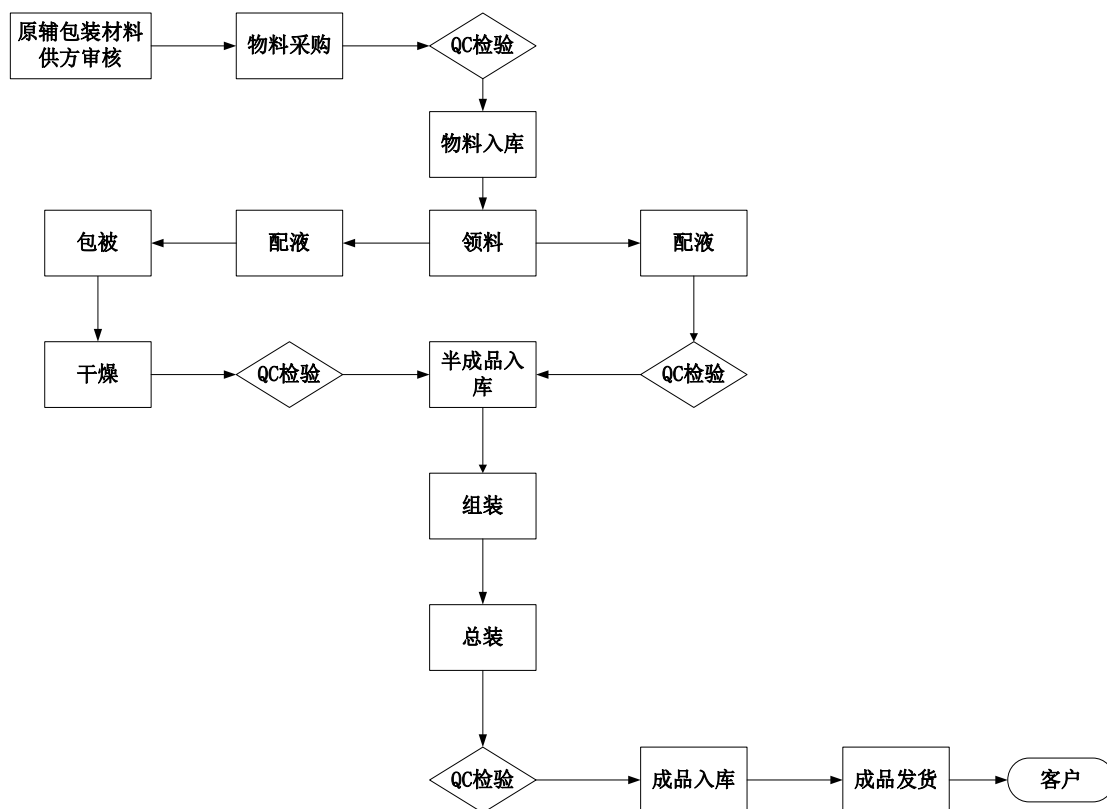 原辅包装材料
供方审核
物料采购
QC检验
物料入库
包被
配液
领料
配液
干燥
QC检验
半成品入
库
QC检验
组装
总装
QC检验
成品入库
成品发货
客户